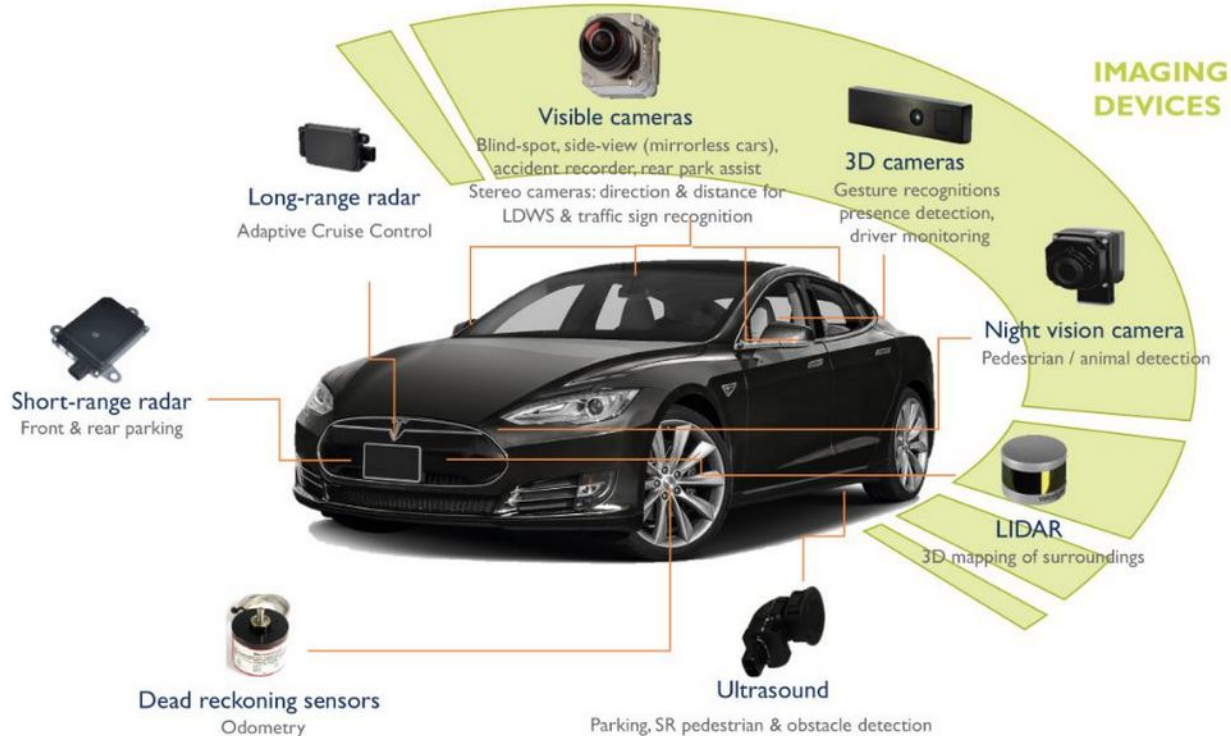 IMAGING
DEVICES
Visible cameras
Blind-spot, side-view (mirrorless cars),
accident recorder, rear park assist
Stereo cameras: direction & distance for
LDWS & traffic sign recognition
3D cameras
Gesture recognitions
presence detection,
driver monitoring
Long-range radar
Adaptive Cruise Control
Night vision camera
Pedestrian / animal detection
Short-range radar
Front & rear parking
LIDAR
3D mapping of surroundings
Dead reckoning sensors
Odometry
Ultrasound
Parking, SR pedestrian & obstacle detection